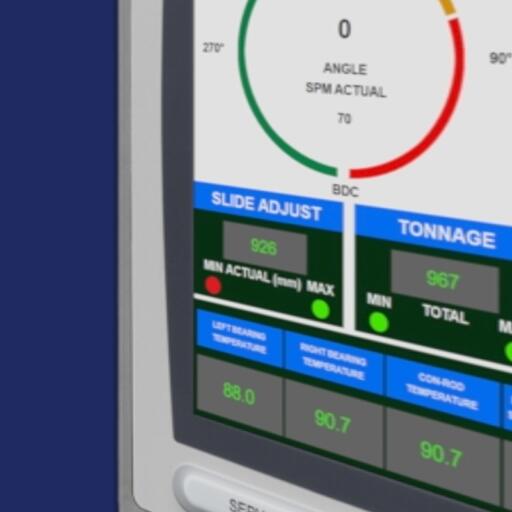 0
270°
90°
ANGLE
SPM ACTUAL
70
BDC
SLIDE ADJUST
TONNAGE
926
967
MIN ACTUAL (mm) MAX
MIN TOTAL
LEFT BEARING
TEMPERATURE
RIGHT BEARING
TEMPERATURE
CON-ROD
TEMPERATURE
88.0
90.7
90.7